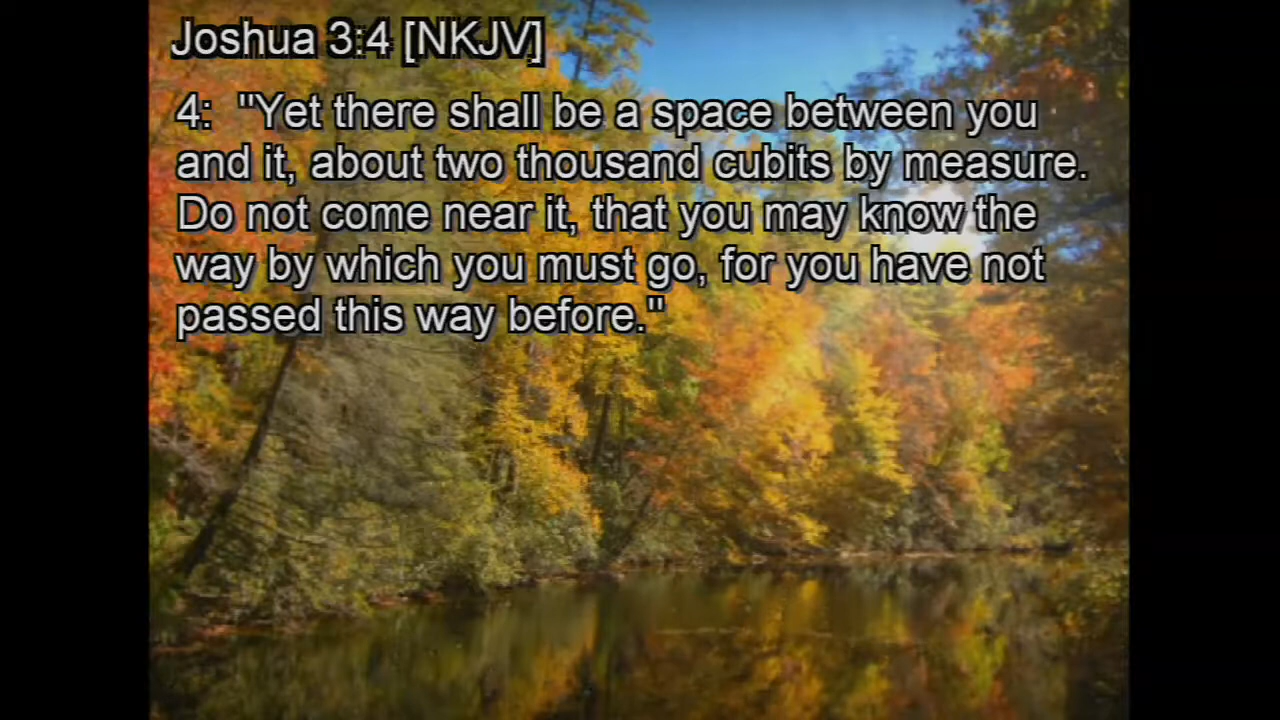 Joshua 3:4 [NKJV]
4:  "Yet there shall be a space between you
and it, about two thousand cubits by measure.
Do not come near it, that you may know the
way by which you must go, for you have not
passed this way before."